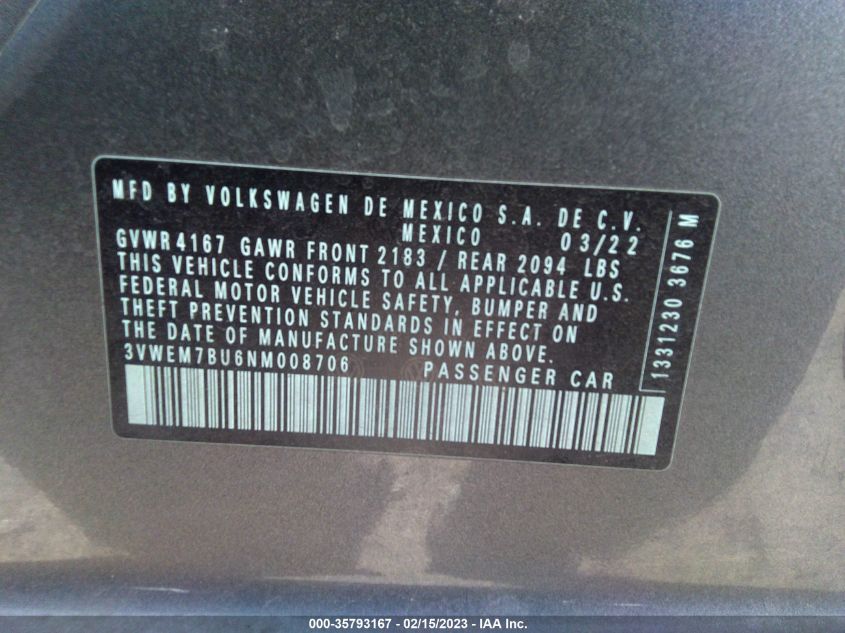 MFD BY VOLKSWAGEN DE MEXICO S.A. DE C.V.
MEXICO 03/22
GVWR 4167 GAWR FRONT 2183 / REAR 2094 LBS
THIS VEHICLE CONFORMS TO ALL APPLICABLE U.S.
FEDERAL MOTOR VEHICLE SAFETY, BUMPER AND
THEFT PREVENTION STANDARDS IN EFFECT ON
THE DATE OF MANUFACTURE SHOWN ABOVE.
3VWEM7BU6NM008706 PASSENGER CAR
1331230 3676 M
000-35793167 - 02/15/2023 - IAA Inc.